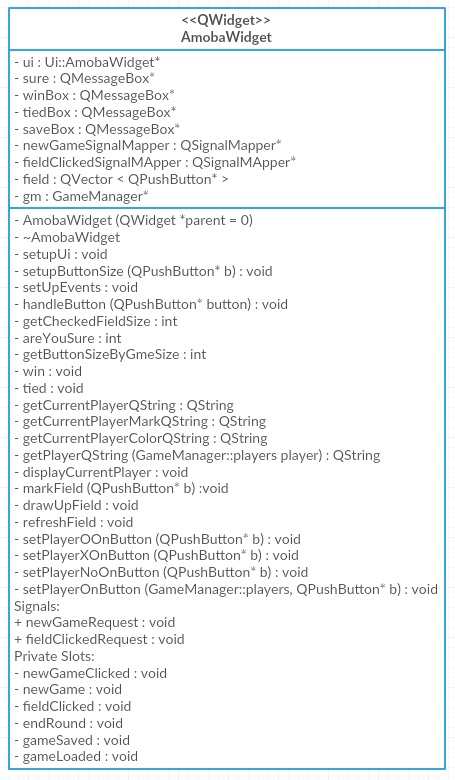 <<QWidget>>
AmobaWidget
- ui : Ui::AmobaWidget*
- sure : QMessageBox*
- winBox : QMessageBox*
- tiedBox : QMessageBox*
- saveBox : QMessageBox*
- newGameSignalMapper : QSignalMapper*
- fieldClickedSignalMApper : QSignalMApper*
- field : QVector < QPushButton* >
- gm : GameManager*
- AmobaWidget (QWidget *parent = 0)
- ~AmobaWidget
- setupUi : void
- setupButtonSize (QPushButton* b) : void
- setUpEvents : void
- handleButton (QPushButton* button) : void
- getCheckedFieldSize : int
- areYouSure : int
- getButtonSizeByGmeSize : int
- win : void
- tied : void
- getCurrentPlayerQString : QString
- getCurrentPlayerMarkQString : QString
- getCurrentPlayerColorQString : QString
- getPlayerQString (GameManager::players player) : QString
- displayCurrentPlayer : void
- markField (QPushButton* b) :void
- drawUpField : void
- refreshField : void
- setPlayerOOnButton (QPushButton* b) : void
- setPlayerXOnButton (QPushButton* b) : void
- setPlayerNoOnButton (QPushButton* b) : void
- setPlayerOnButton (GameManager::players, QPushButton* b) : void
Signals:
+ newGameRequest : void
+ fieldClickedRequest : void
Private Slots:
- newGameClicked : void
- newGame : void
- fieldClicked : void
- endRound : void
- gameSaved : void
- gameLoaded : void